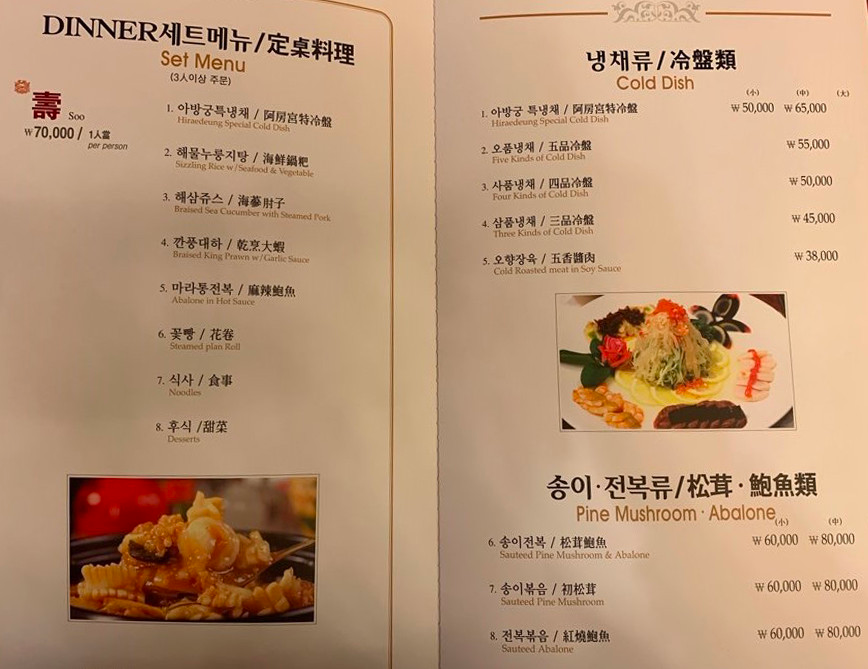 DINNER세트메뉴/定桌料理
Set Menu
(3人이상 주문)
壽 Soo
₩70,000 / 1人當
per person
1. 아방궁특냉채 / 阿房宮特冷盤
Hiraedeung Special Cold Dish
2. 해물누룽지탕 / 海鮮鍋粑
Sizzling Rice w/Seafood & Vegetable
3. 해삼쥬스 / 海蔘肘子
Braised Sea Cucumber with Steamed Pork
4. 깐풍대하 / 乾烹大蝦
Braised King Prawn w/Garlic Sauce
5. 마라통전복 / 麻辣鮑魚
Abalone in Hot Sauce
6. 꽃빵 / 花卷
Steamed plan Roll
7. 식사 / 食事
Noodles
8. 후식 /甜菜
Desserts
냉채류/冷盤類
Cold Dish
(小) (中) (大)
1. 아방궁 특냉채 / 阿房宮特冷盤 ₩50,000 ₩65,000
Hiraedeung Special Cold Dish
2. 오품냉채 / 五品冷盤 ₩55,000
Five Kinds of Cold Dish
3. 사품냉채 / 四品冷盤 ₩50,000
Four Kinds of Cold Dish
4. 삼품냉채 / 三品冷盤 ₩45,000
Three Kinds of Cold Dish
5. 오향장육 / 五香醬肉 ₩38,000
Cold Roasted meat in Soy Sauce
송이·전복류/松茸·鮑魚類
Pine Mushroom·Abalone
(小) (中)
6. 송이전복 / 松茸鮑魚 ₩60,000 ₩80,000
Sauteed Pine Mushroom & Abalone
7. 송이볶음 / 初松茸 ₩60,000 ₩80,000
Sauteed Pine Mushroom
8. 전복볶음 / 紅燒鮑魚 ₩60,000 ₩80,000
Sauteed Abalone